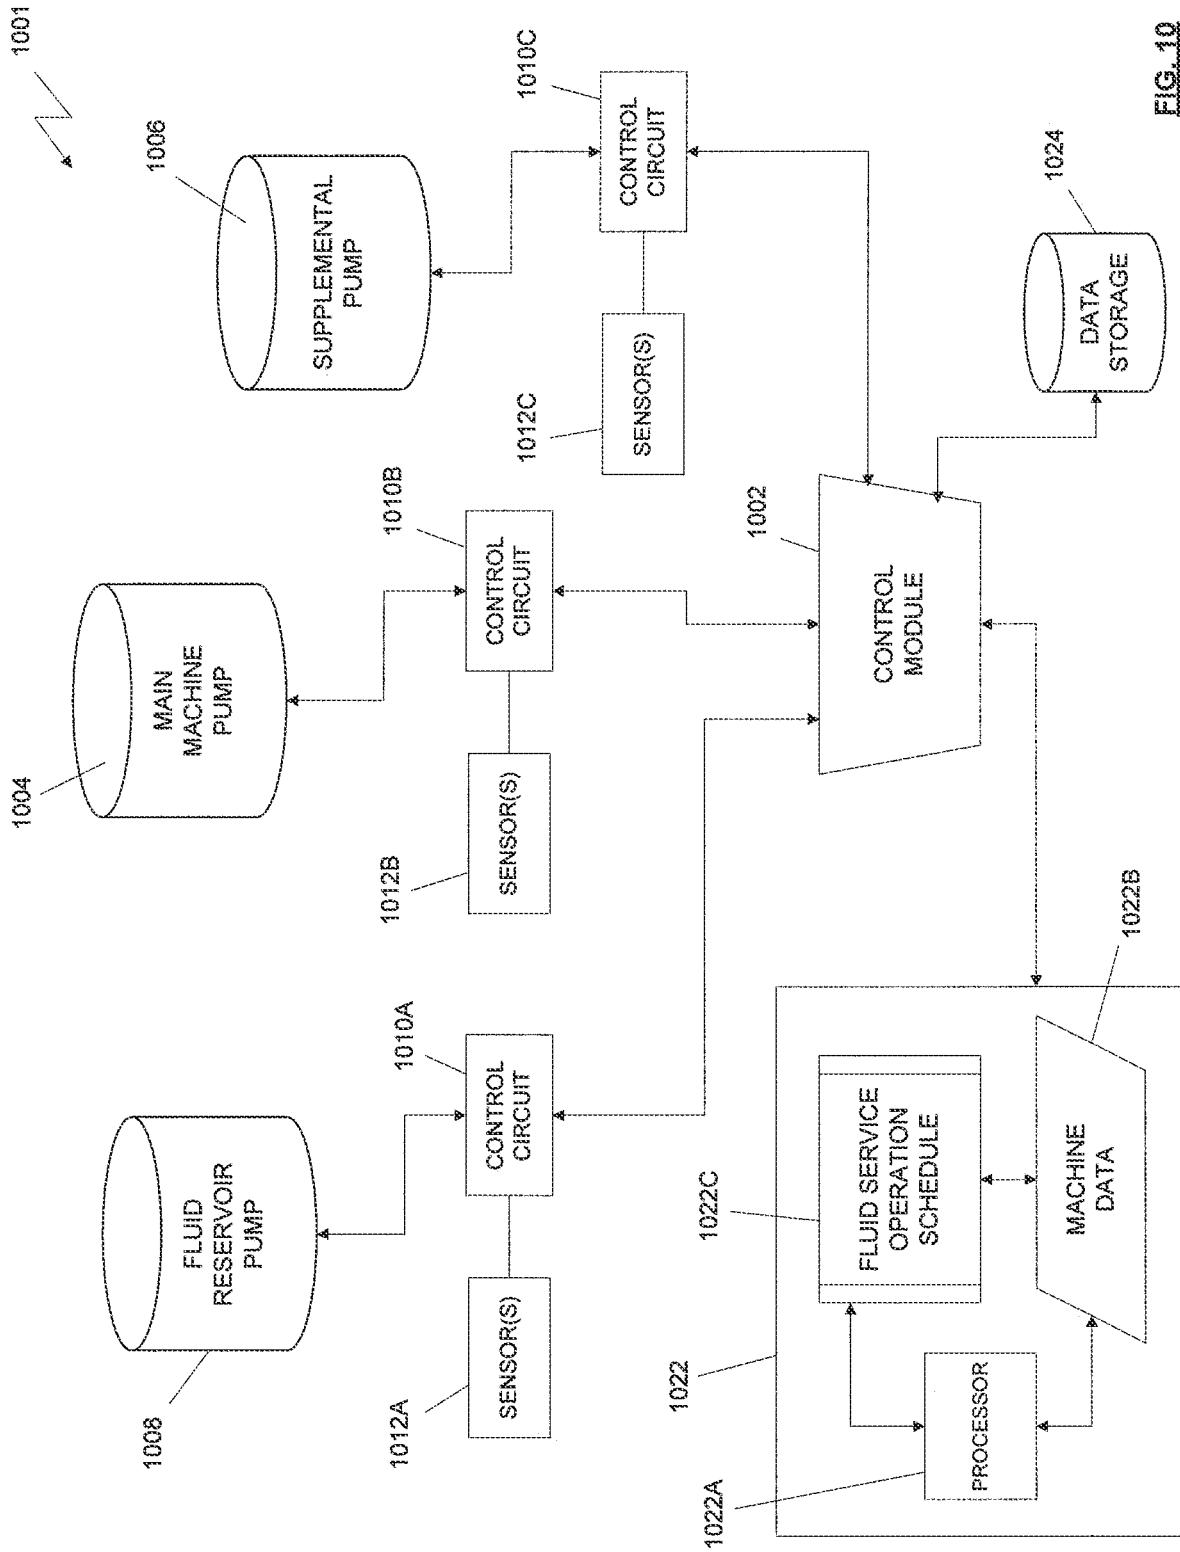 1001
1008
FLUID
RESERVOIR
PUMP
1004
MAIN
MACHINE
PUMP
1006
SUPPLEMENTAL
PUMP
1012A
SENSOR(S)
1010A
CONTROL
CIRCUIT
1012B
SENSOR(S)
1010B
CONTROL
CIRCUIT
1012C
SENSOR(S)
1010C
CONTROL
CIRCUIT
1022
1022A
PROCESSOR
1022C
FLUID SERVICE
OPERATION
SCHEDULE
MACHINE
DATA
1022B
1002
CONTROL
MODULE
DATA
STORAGE
1024
FIG. 10